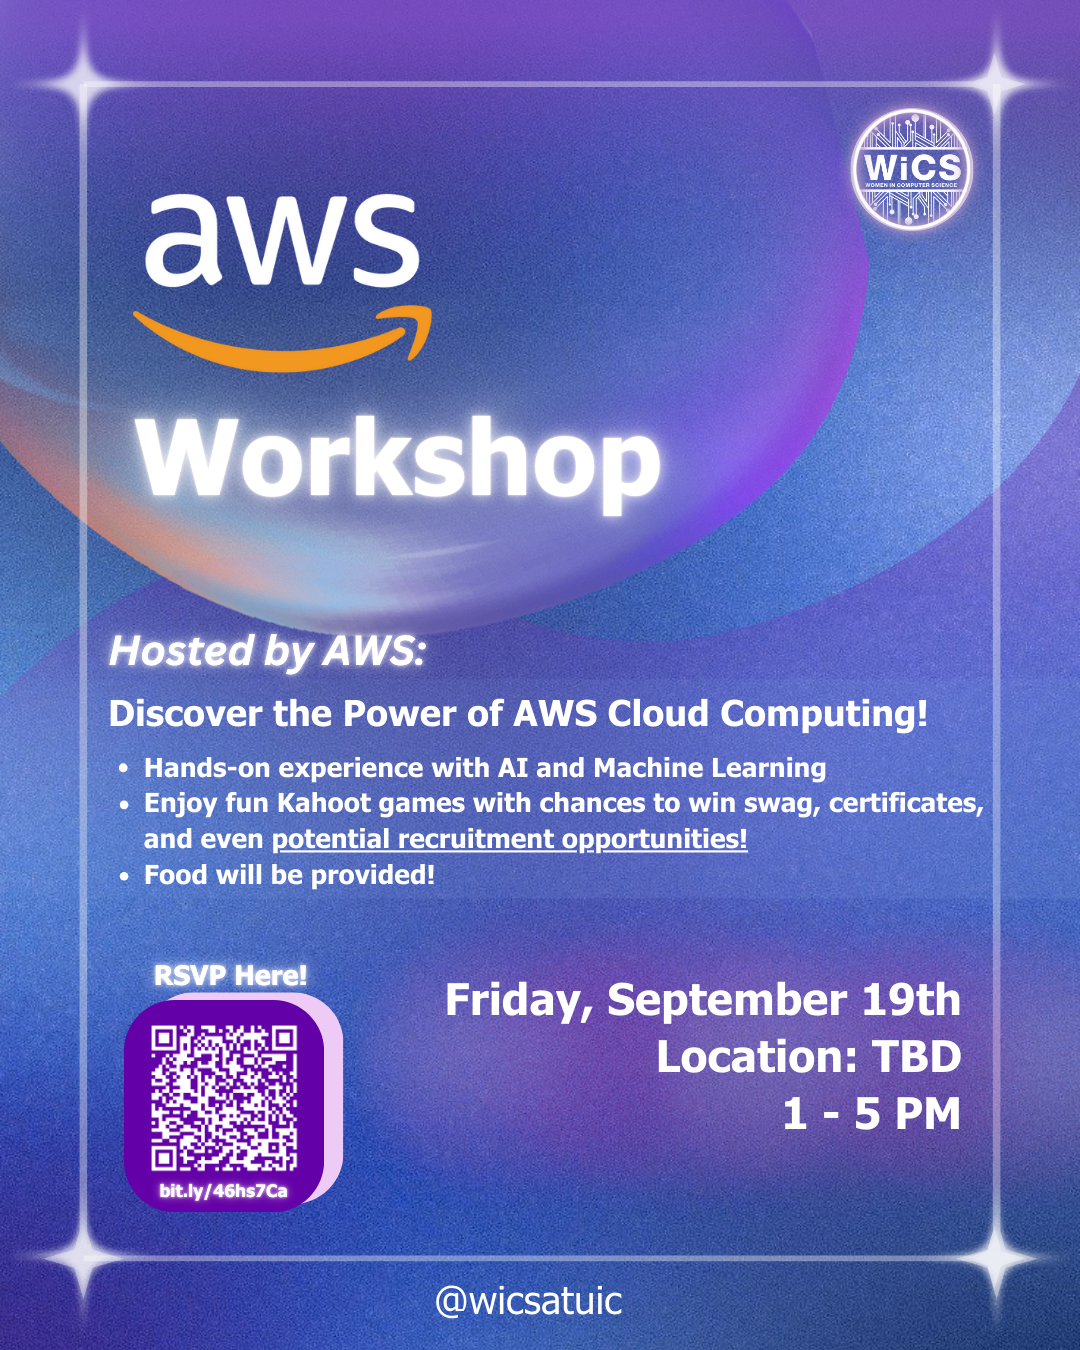 aws
WiCS
WOMEN IN COMPUTER SCIENCE
Workshop
Hosted by AWS:
Discover the Power of AWS Cloud Computing!
• Hands-on experience with AI and Machine Learning
• Enjoy fun Kahoot games with chances to win swag, certificates,
and even potential recruitment opportunities!
• Food will be provided!
RSVP Here!
bit.ly/46hs7Ca
Friday, September 19th
Location: TBD
1 - 5 PM
@wicsatuic